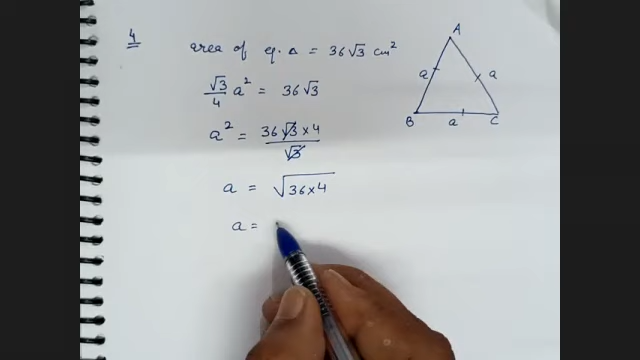 4
area of eq. Δ = 36√3 cm²
√3/4 a² = 36√3
a² = 36√3×4/√3
a = √36×4
a =
A
a a
B a C